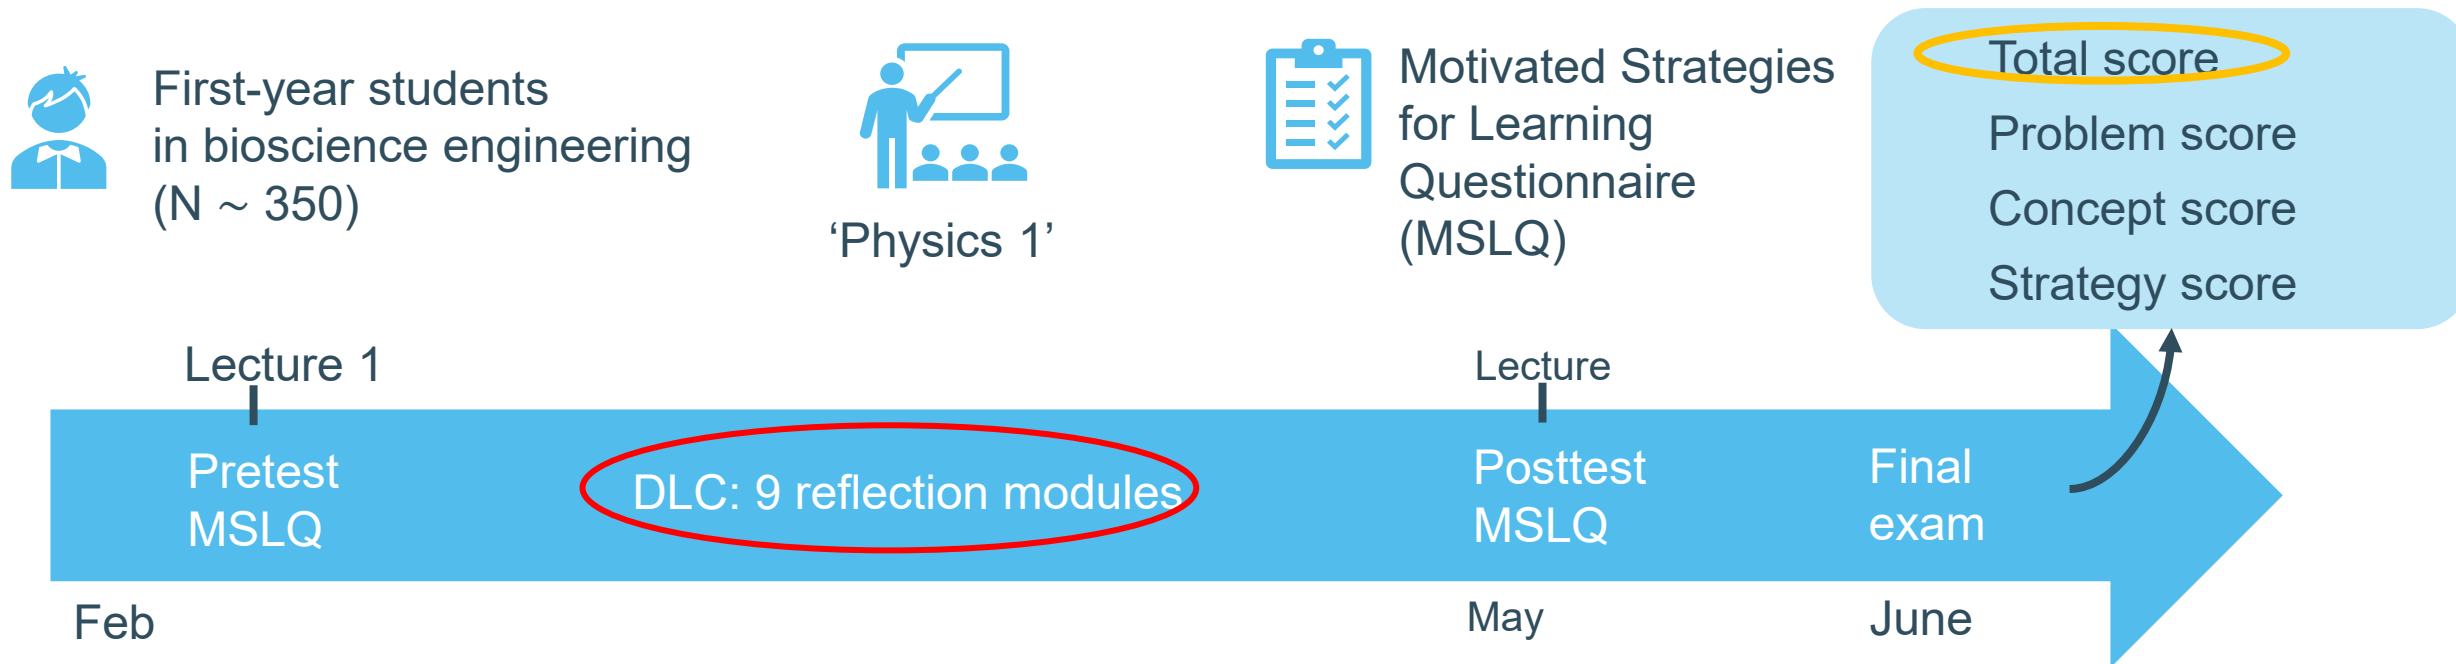 First-year students
in bioscience engineering
(N ~ 350)
‘Physics 1’
Motivated Strategies
for Learning
Questionnaire
(MSLQ)
Total score
Problem score
Concept score
Strategy score
Lecture 1
Lecture
Pretest
MSLQ
DLC: 9 reflection modules
Posttest
MSLQ
Final
exam
Feb
May
June